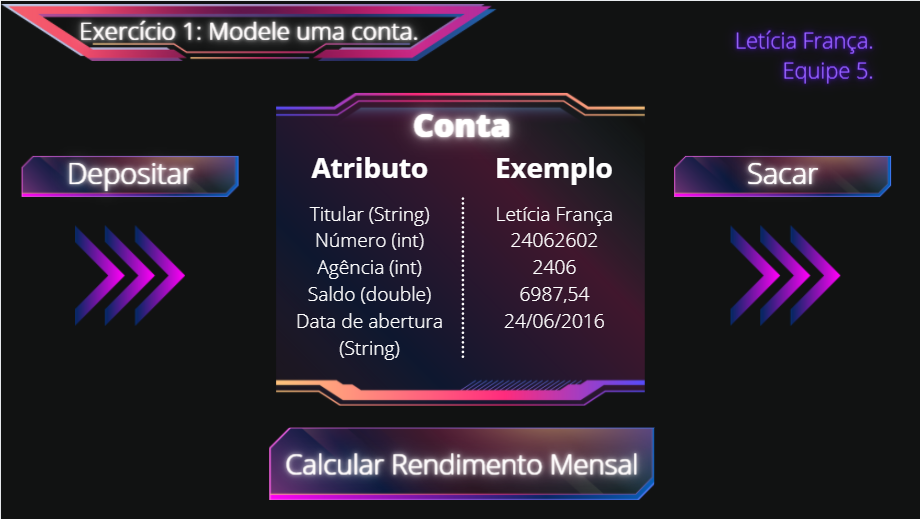 Exercício 1: Modele uma conta.
Letícia França.
Equipe 5.
Conta
Depositar
Atributo Exemplo
Sacar
Titular (String) Letícia França
Número (int) 24062602
Agência (int) 2406
Saldo (double) 6987,54
Data de abertura 24/06/2016
(String)
Calcular Rendimento Mensal